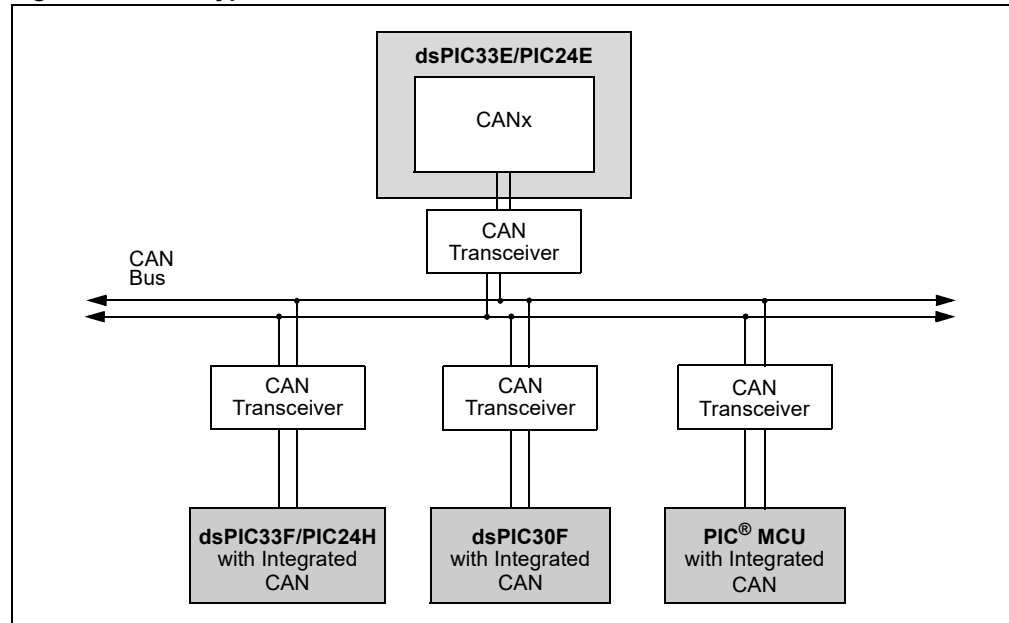 dsPIC33E/PIC24E
CANx
CAN
Transceiver
CAN
Bus
CAN
Transceiver
CAN
Transceiver
CAN
Transceiver
dsPIC33F/PIC24H
with Integrated
CAN
dsPIC30F
with Integrated
CAN
PIC® MCU
with Integrated
CAN